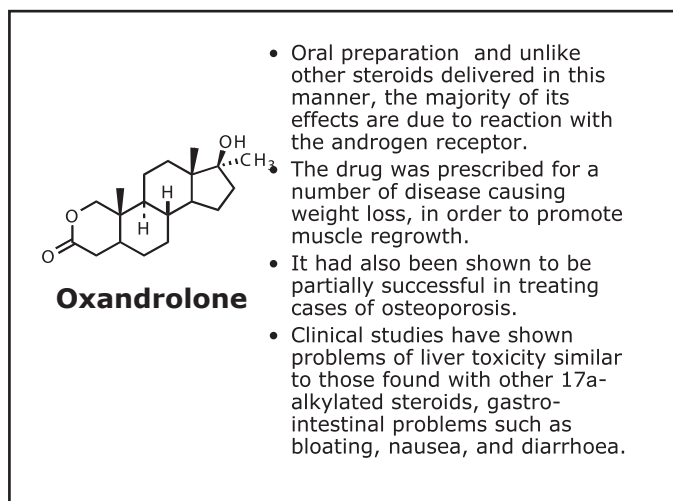 • Oral preparation  and unlike
other steroids delivered in this
manner, the majority of its
effects are due to reaction with
the androgen receptor.
• The drug was prescribed for a
number of disease causing
weight loss, in order to promote
muscle regrowth.
• It had also been shown to be
partially successful in treating
cases of osteoporosis.
• Clinical studies have shown
problems of liver toxicity similar
to those found with other 17a-
alkylated steroids, gastro-
intestinal problems such as
bloating, nausea, and diarrhoea.
OH
CH3
H
O
H
O
Oxandrolone